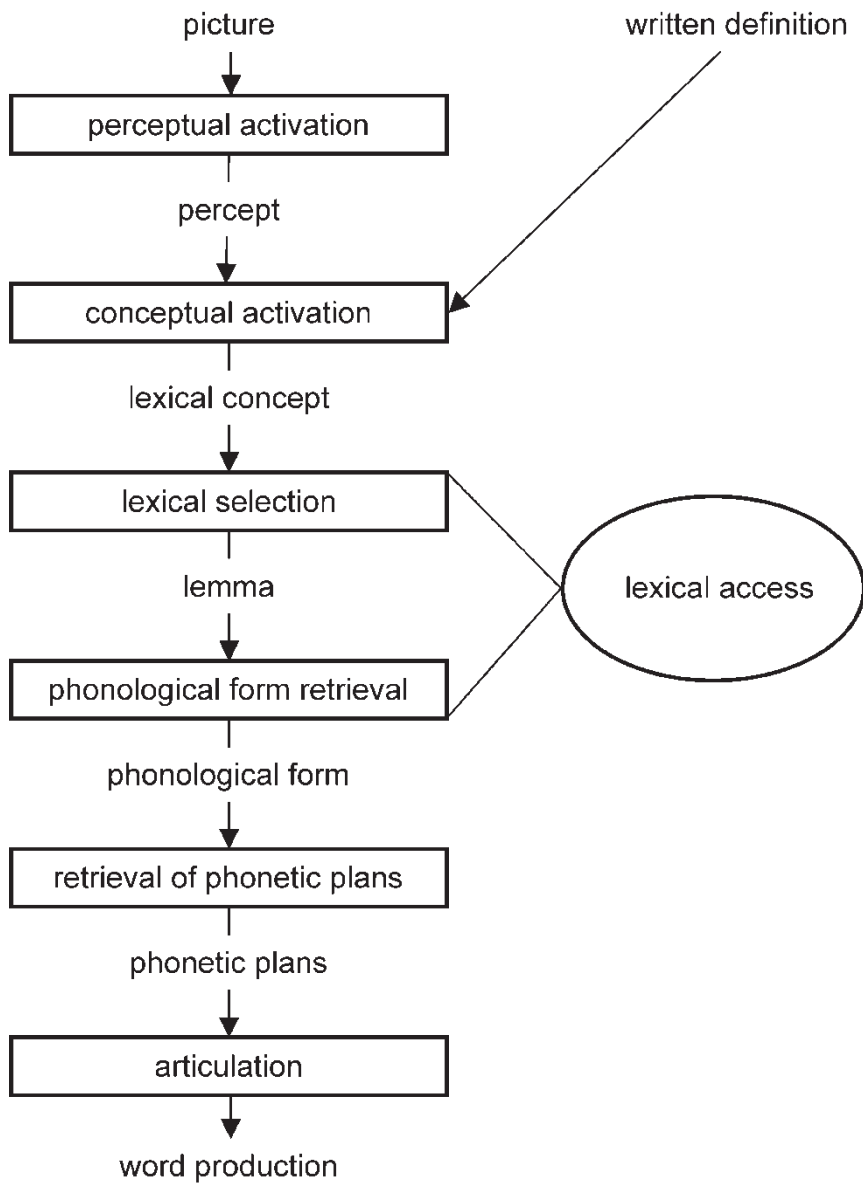 picture
written definition
perceptual activation
percept
conceptual activation
lexical concept
lexical selection
lemma
lexical access
phonological form retrieval
phonological form
retrieval of phonetic plans
phonetic plans
articulation
word production